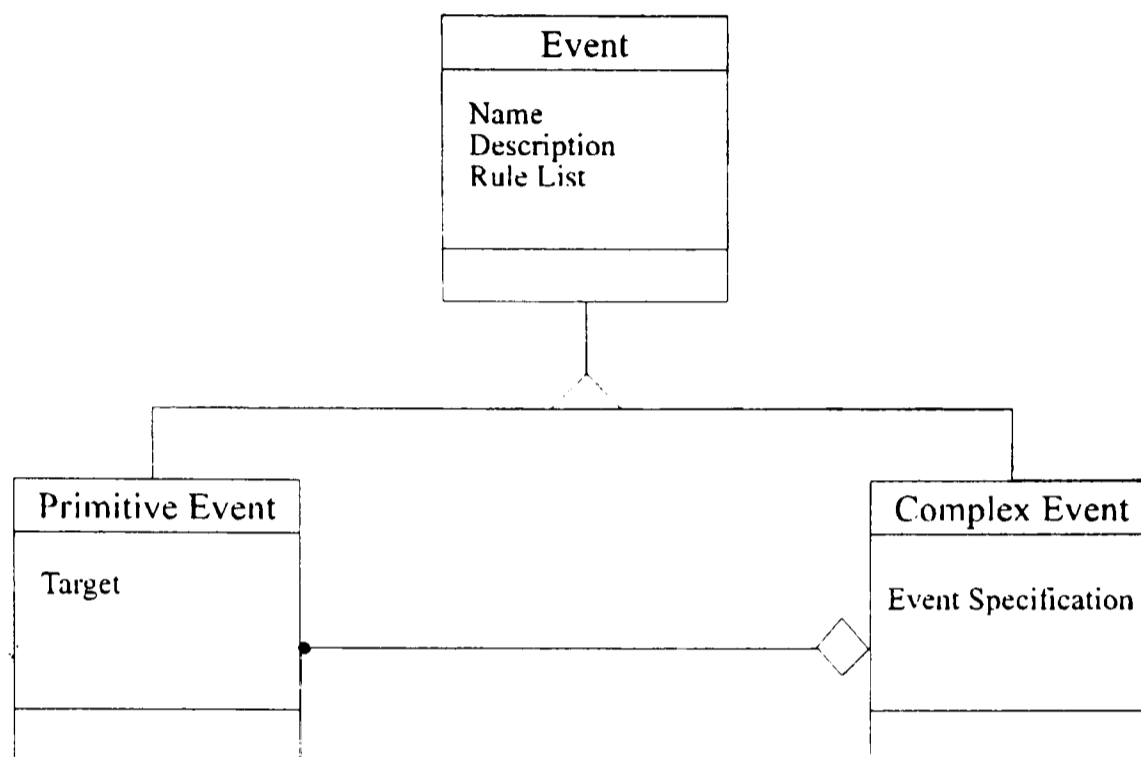 Event
Name
Description
Rule List
Primitive Event
Target
Complex Event
Event Specification